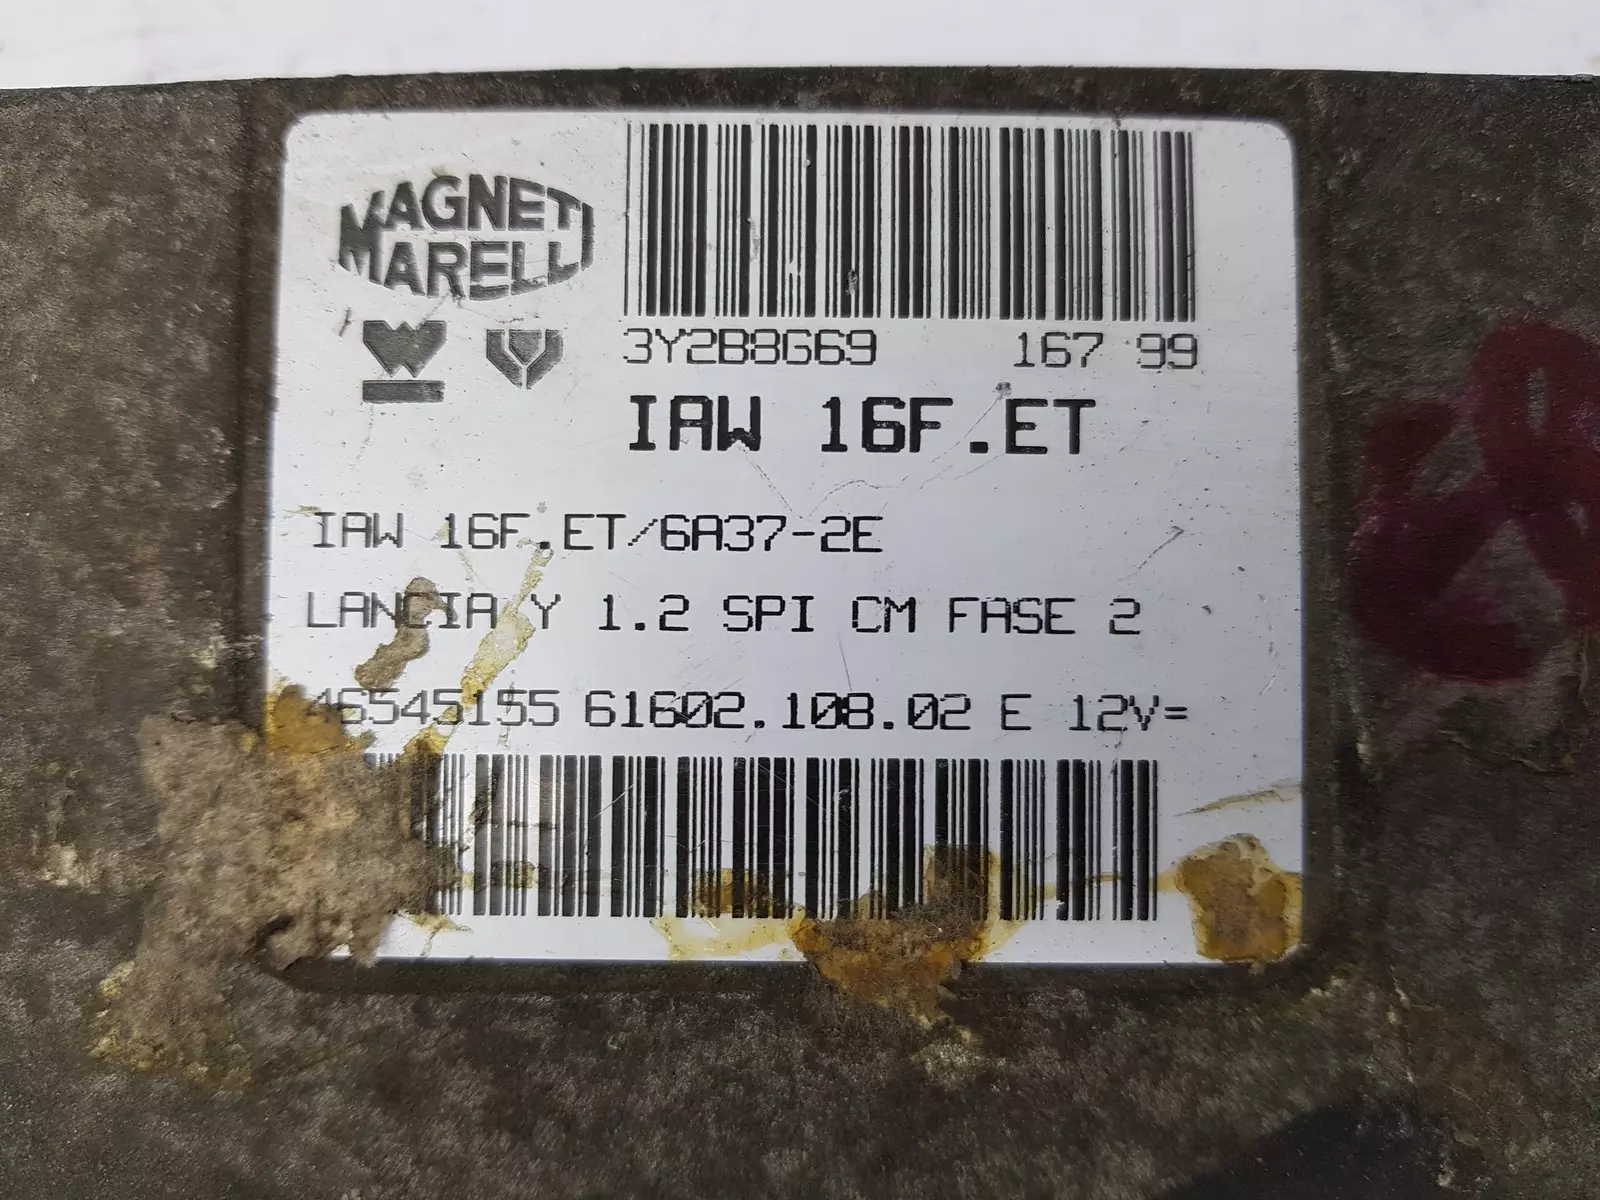 MAGNETI
MARELLI
3Y2B8G69 167 99
IAW 16F.ET
IAW 16F.ET/6A37-2E
LANCIA Y 1.2 SPI CM FASE 2
46545155 61602.108.02 E 12V=